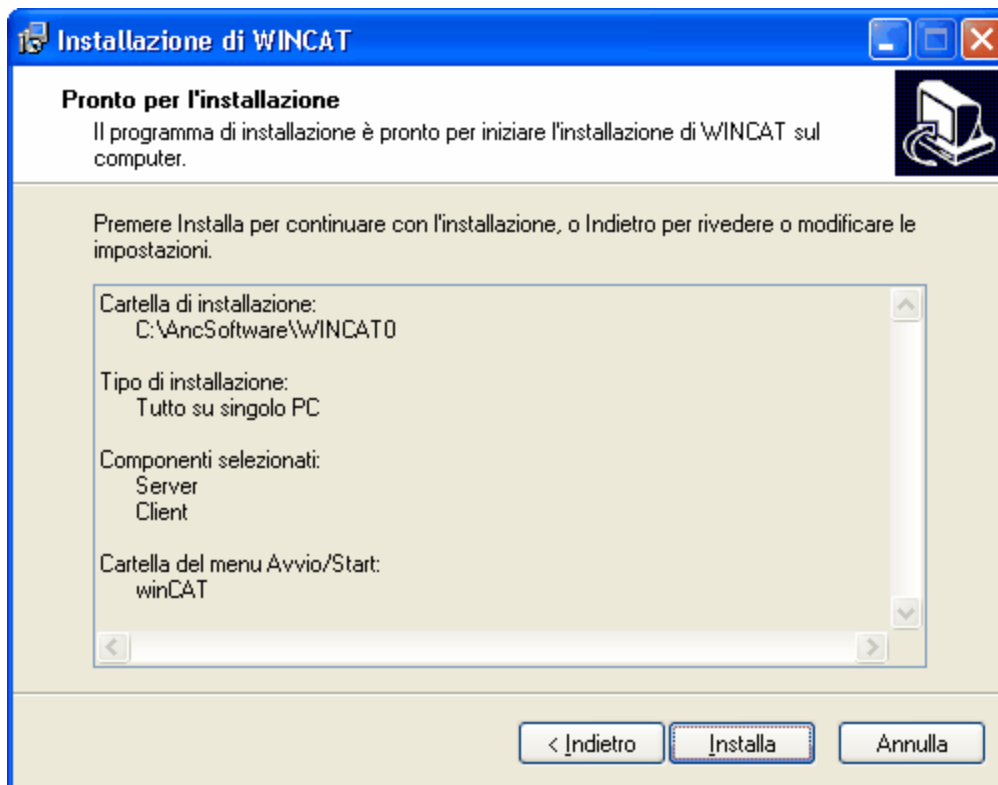 Installazione di WINCAT
Pronto per l'installazione
Il programma di installazione è pronto per iniziare l'installazione di WINCAT sul
computer.
Premere Installa per continuare con l'installazione, o Indietro per rivedere o modificare le
impostazioni.
Cartella di installazione:
C:\AncSoftware\WINCAT0
Tipo di installazione:
Tutto su singolo PC
Componenti selezionati:
Server
Client
Cartella del menu Avvio/Start:
winCAT
< Indietro
Installa
Annulla